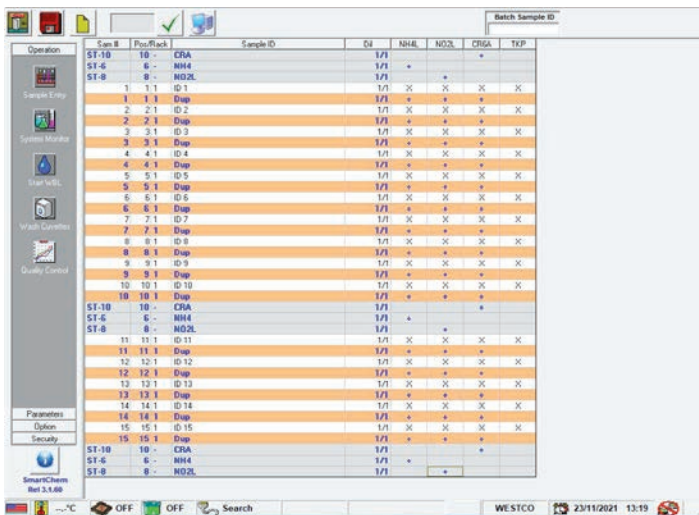 Batch Sample ID
Operation
Sample Entry
System Monitor
Start WBL
Wash Cuvettes
Quality Control
Parameters
Option
Security
SmartChem
Rel 3.1.60
Sam # Pos/Rack Sample ID Dil NH4L NO2L CR6A TKP
ST-10 10 - CRA 1/1 +
ST-6 6 - NH4 1/1 +
ST-8 8 - NO2L 1/1 +
1 1 1 ID 1 1/1 X X X X
1 1 1 Dup 1/1 + + +
2 2 1 ID 2 1/1 X X X X
2 2 1 Dup 1/1 + + +
3 3 1 ID 3 1/1 X X X X
3 3 1 Dup 1/1 + + +
4 4 1 ID 4 1/1 X X X X
4 4 1 Dup 1/1 + + +
5 5 1 ID 5 1/1 X X X X
5 5 1 Dup 1/1 + + +
6 6 1 ID 6 1/1 X X X X
6 6 1 Dup 1/1 + + +
7 7 1 ID 7 1/1 X X X X
7 7 1 Dup 1/1 + + +
8 8 1 ID 8 1/1 X X X X
8 8 1 Dup 1/1 + + +
9 9 1 ID 9 1/1 X X X X
9 9 1 Dup 1/1 + + +
10 10 1 ID 10 1/1 X X X X
10 10 1 Dup 1/1 + + +
ST-10 10 - CRA 1/1 +
ST-6 6 - NH4 1/1 +
ST-8 8 - NO2L 1/1 +
11 11 1 ID 11 1/1 X X X X
11 11 1 Dup 1/1 + + +
12 12 1 ID 12 1/1 X X X X
12 12 1 Dup 1/1 + + +
13 13 1 ID 13 1/1 X X X X
13 13 1 Dup 1/1 + + +
14 14 1 ID 14 1/1 X X X X
14 14 1 Dup 1/1 + + +
15 15 1 ID 15 1/1 X X X X
15 15 1 Dup 1/1 + + +
ST-10 10 - CRA 1/1 +
ST-6 6 - NH4 1/1 +
ST-8 8 - NO2L 1/1 +
--.-°C OFF OFF Search WESTCO 23/11/2021 13:19